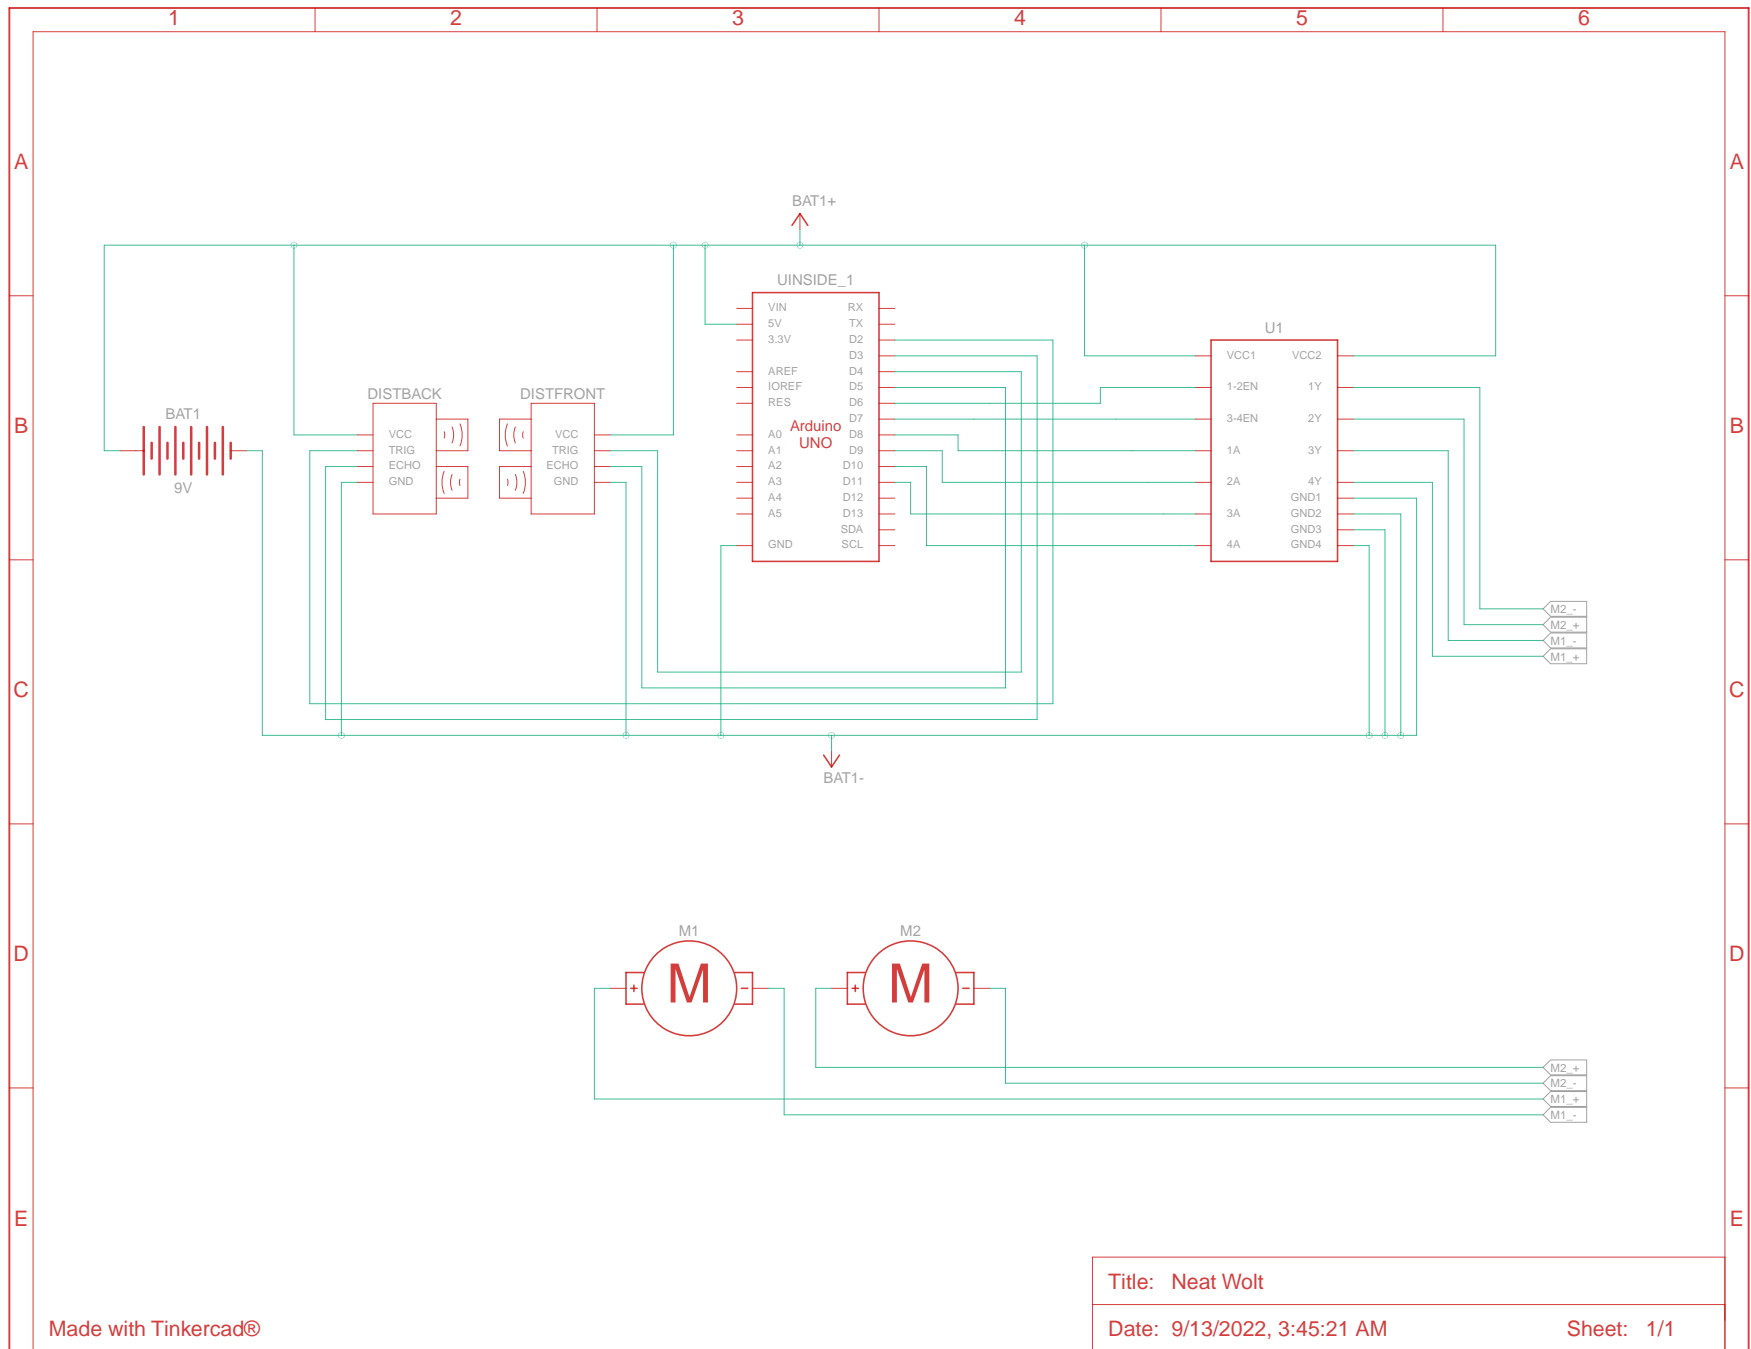 1 2 3 4 5 6
A A
BAT1+
UINSIDE_1
VIN RX
5V TX
3.3V D2
D3
AREF D4
IOREF D5
RES D6
D7
A0 D8
A1 D9
A2 D10
A3 D11
A4 D12
A5 D13
SDA
GND SCL
Arduino
UNO
U1
VCC1 VCC2
1-2EN 1Y
3-4EN 2Y
1A 3Y
2A 4Y
GND1
3A GND2
GND3
4A GND4
DISTBACK
VCC
TRIG
ECHO
GND
DISTFRONT
VCC
TRIG
ECHO
GND
B B
BAT1
9V
M2_-
M2_+
M1_-
M1_+
C C
BAT1-
M1 M2
D D
+ M -
+ M -
M2_+
M2_-
M1_+
M1_-
E E
Title: Neat Wolt
Made with Tinkercad®
Date: 9/13/2022, 3:45:21 AM Sheet: 1/1